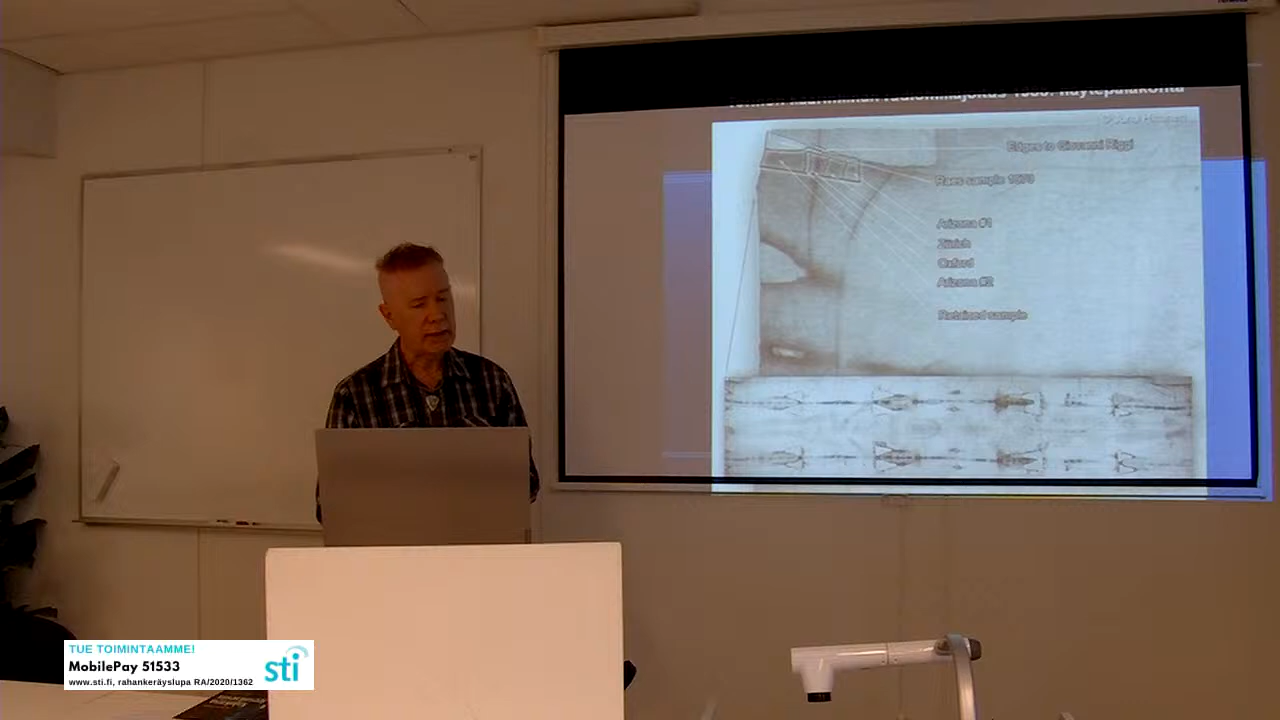 Edges to Giovanni Riggi
Raes sample 1973
Arizona #1
Zürich
Oxford
Arizona #2
Retained sample
TUE TOIMINTAAMME!
MobilePay 51533
www.sti.fi, rahankeräyslupa RA/2020/1362
sti